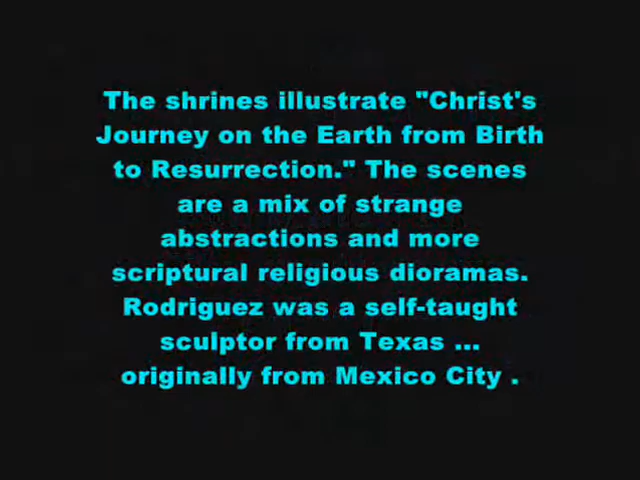 The shrines illustrate "Christ's
Journey on the Earth from Birth
to Resurrection." The scenes
are a mix of strange
abstractions and more
scriptural religious dioramas.
Rodriguez was a self-taught
sculptor from Texas ...
originally from Mexico City .